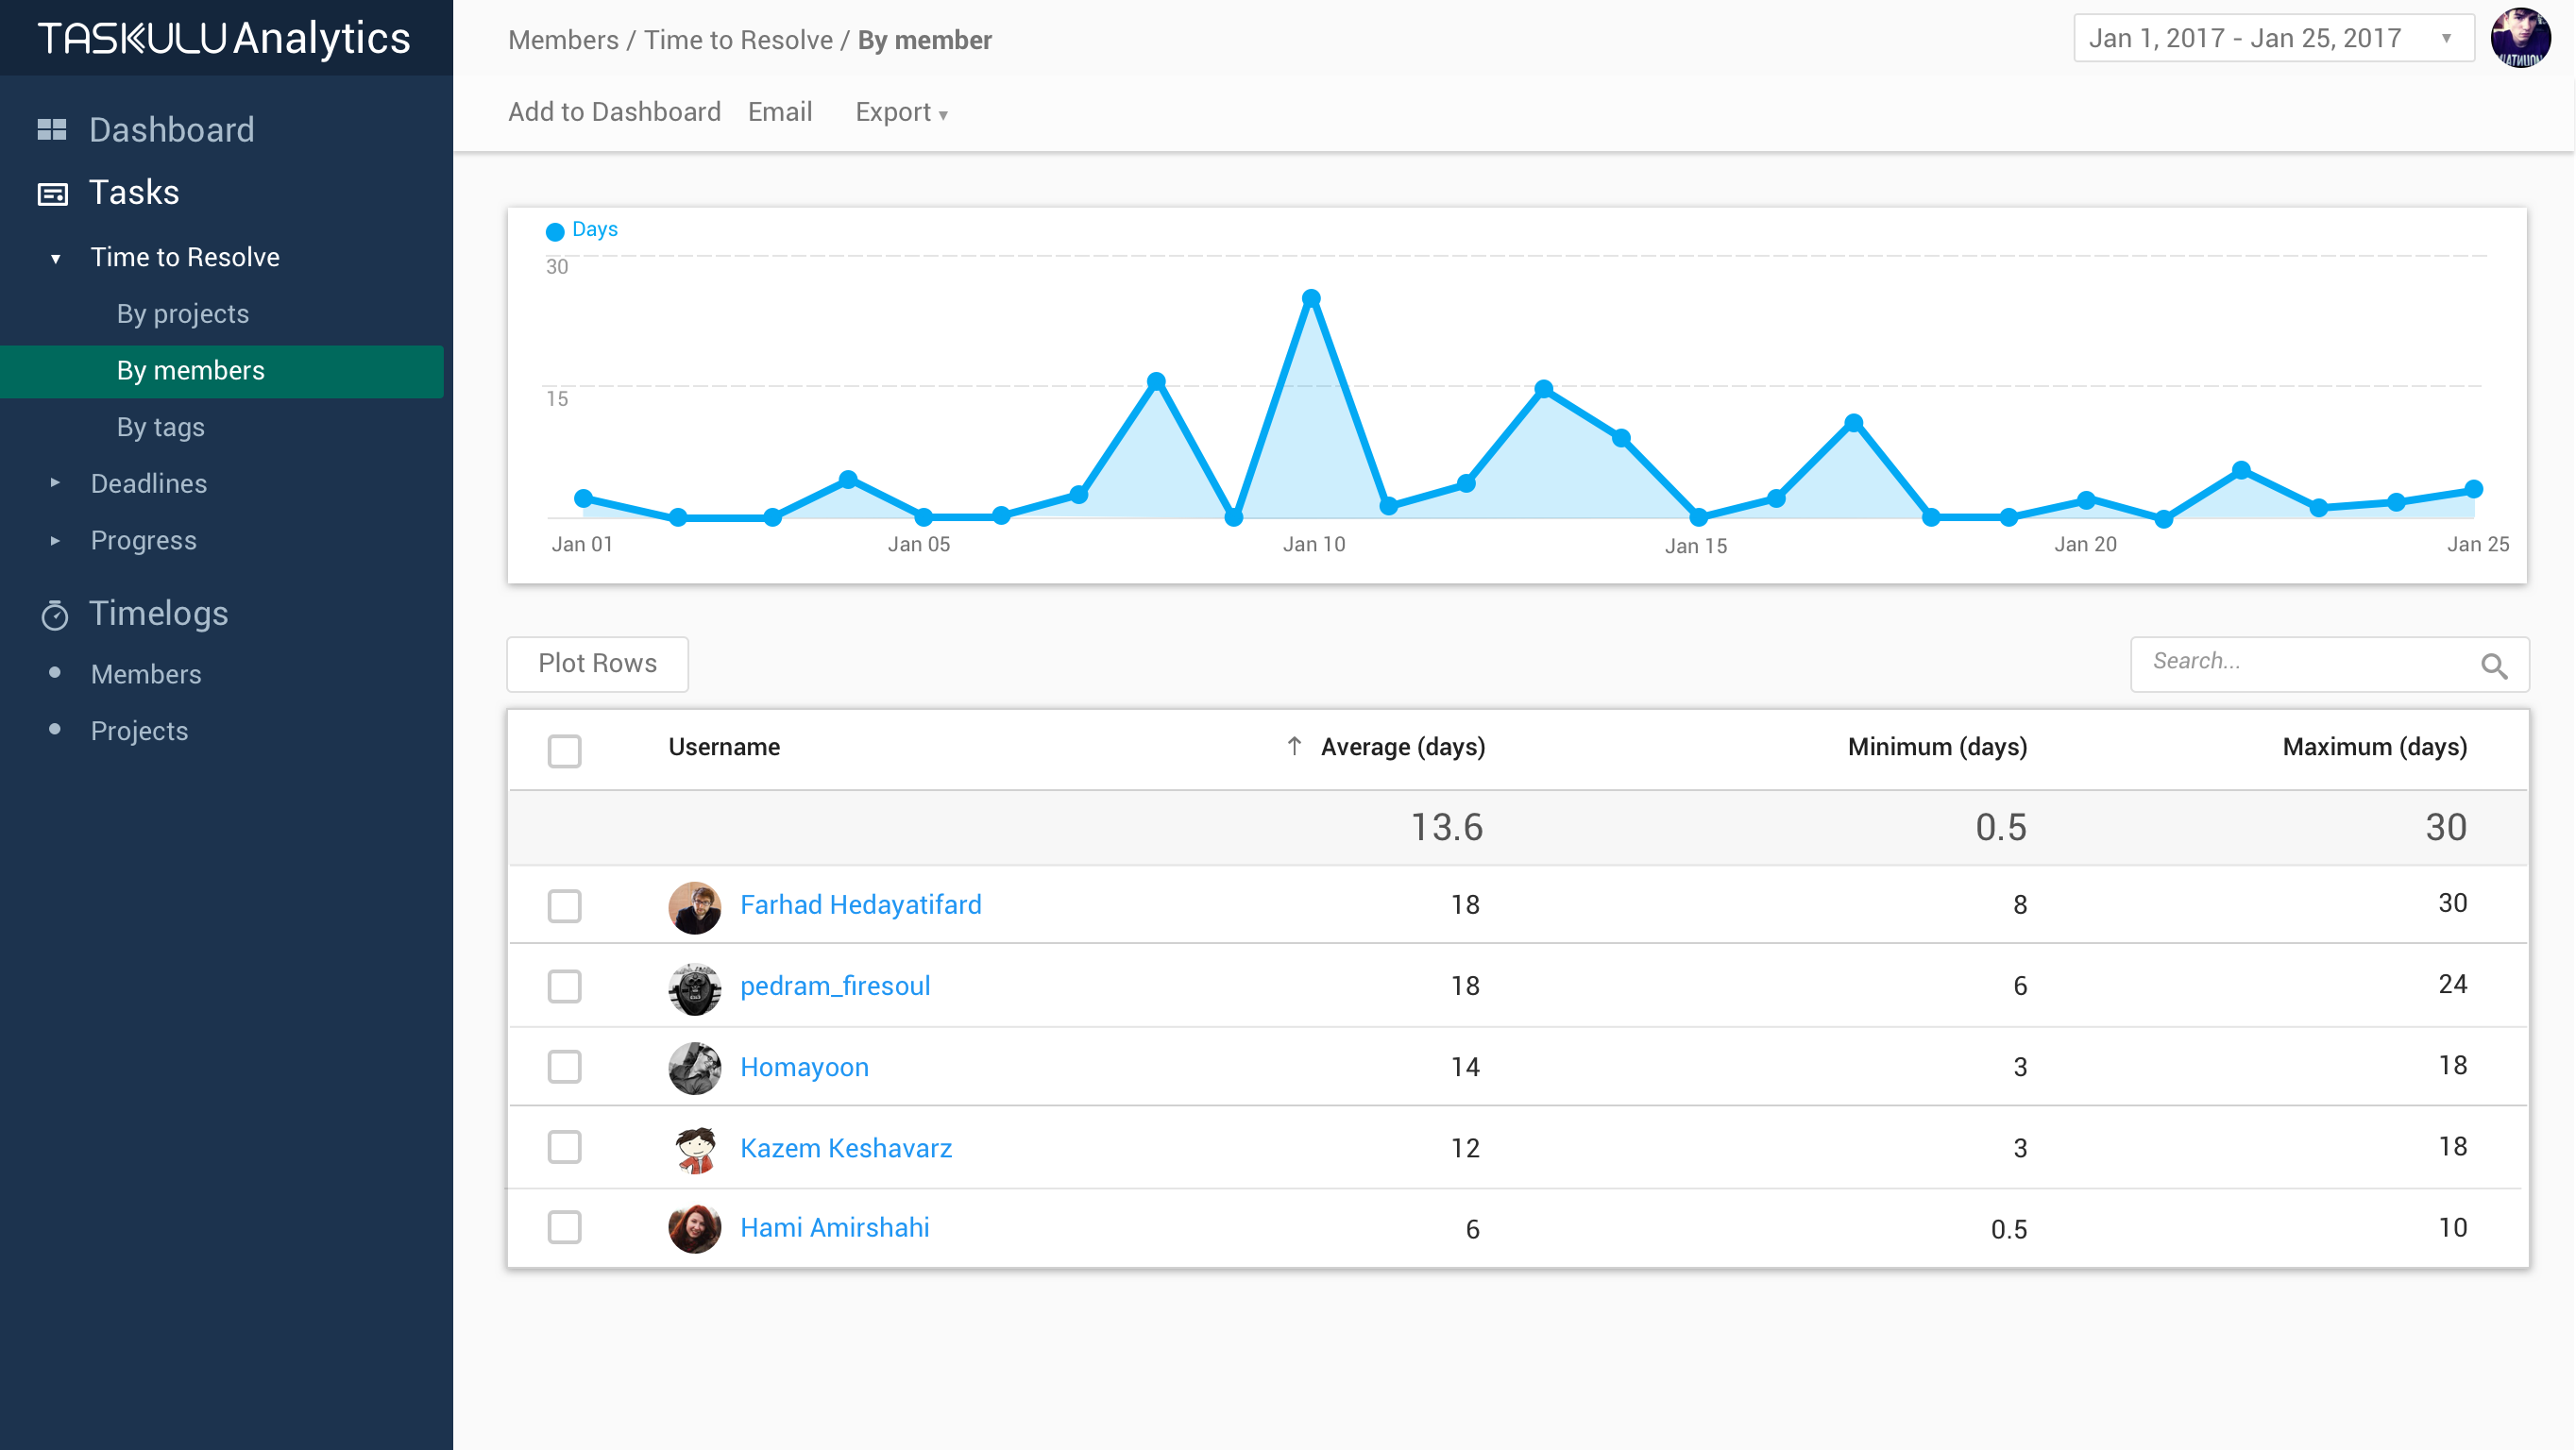 TASKULU Analytics
Members / Time to Resolve / By member
Jan 1, 2017 - Jan 25, 2017
Add to Dashboard
Email
Export
Dashboard
Tasks
Time to Resolve
By projects
By members
By tags
Deadlines
Progress
Timelogs
Members
Projects
Days
30
15
Jan 01
Jan 05
Jan 10
Jan 15
Jan 20
Jan 25
Plot Rows
Search...
Username ↑ Average (days) Minimum (days) Maximum (days)
13.6 0.5 30
Farhad Hedayatifard 18 8 30
pedram_firesoul 18 6 24
Homayoon 14 3 18
Kazem Keshavarz 12 3 18
Hami Amirshahi 6 0.5 10